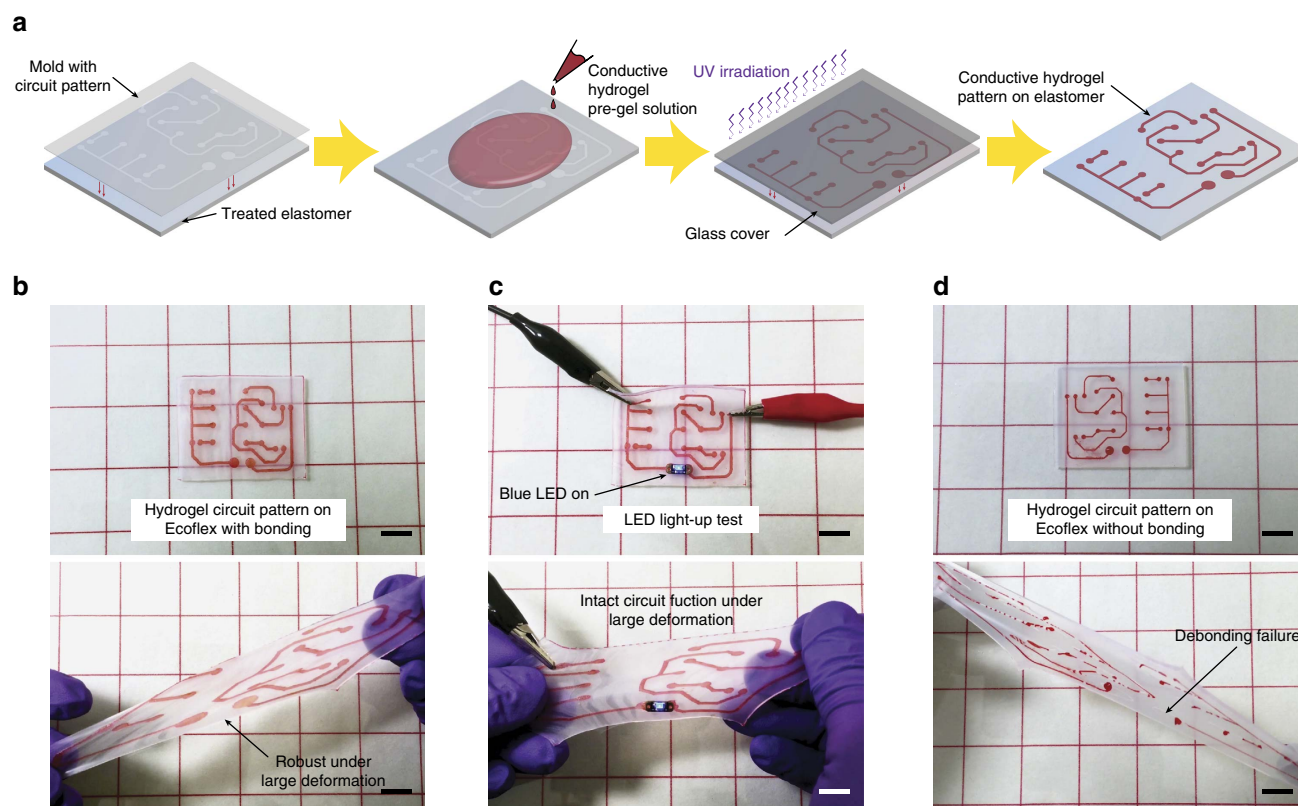 a
Mold with
circuit pattern
Treated elastomer
Conductive
hydrogel
pre-gel solution
UV irradiation
Glass cover
Conductive hydrogel
pattern on elastomer
b
Hydrogel circuit pattern on
Ecoflex with bonding
Robust under
large deformation
c
Blue LED on
LED light-up test
Intact circuit fuction under
large deformation
d
Hydrogel circuit pattern on
Ecoflex without bonding
Debonding failure